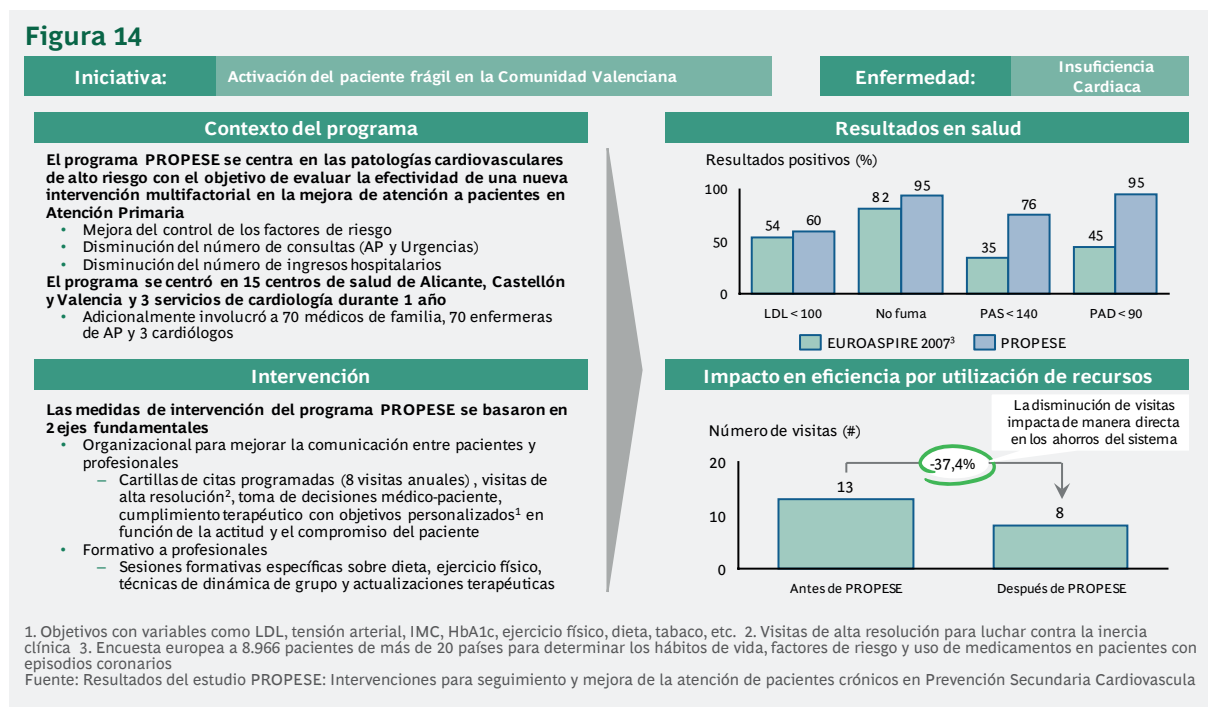 Figura 14
Iniciativa:
Activación del paciente frágil en la Comunidad Valenciana
Enfermedad:
Insuficiencia
Cardiaca
Contexto del programa
El programa PROPESE se centra en las patologías cardiovasculares
de alto riesgo con el objetivo de evaluar la efectividad de una nueva
intervención multifactorial en la mejora de atención a pacientes en
Atención Primaria
• Mejora del control de los factores de riesgo
• Disminución del número de consultas (AP y Urgencias)
• Disminución del número de ingresos hospitalarios
El programa se centró en 15 centros de salud de Alicante, Castellón
y Valencia y 3 servicios de cardiología durante 1 año
• Adicionalmente involucró a 70 médicos de familia, 70 enfermeras
de AP y 3 cardiólogos
Intervención
Las medidas de intervención del programa PROPESE se basaron en
2 ejes fundamentales
• Organizacional para mejorar la comunicación entre pacientes y
profesionales
– Cartillas de citas programadas (8 visitas anuales) , visitas de
alta resolución², toma de decisiones médico-paciente,
cumplimiento terapéutico con objetivos personalizados¹ en
función de la actitud y el compromiso del paciente
• Formativo a profesionales
– Sesiones formativas específicas sobre dieta, ejercicio físico,
técnicas de dinámica de grupo y actualizaciones terapéuticas
Resultados en salud
Resultados positivos (%)
100
50
0
54
60
82
95
35
76
45
95
LDL < 100
No fuma
PAS < 140
PAD < 90
EUROASPIRE 2007³
PROPESE
Impacto en eficiencia por utilización de recursos
La disminución de visitas
impacta de manera directa
en los ahorros del sistema
Número de visitas (#)
20
10
0
-37,4%
13
8
Antes de PROPESE
Después de PROPESE
1. Objetivos con variables como LDL, tensión arterial, IMC, HbA1c, ejercicio físico, dieta, tabaco, etc. 2. Visitas de alta resolución para luchar contra la inercia
clínica 3. Encuesta europea a 8.966 pacientes de más de 20 países para determinar los hábitos de vida, factores de riesgo y uso de medicamentos en pacientes con
episodios coronarios
Fuente: Resultados del estudio PROPESE: Intervenciones para seguimiento y mejora de la atención de pacientes crónicos en Prevención Secundaria Cardiovascula